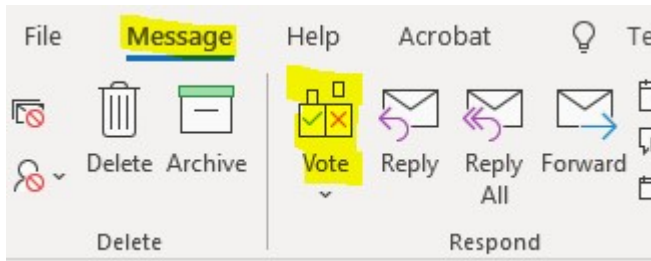 File Message Help Acrobat Te
Delete Archive Vote Reply Reply All Forward
Delete Respond